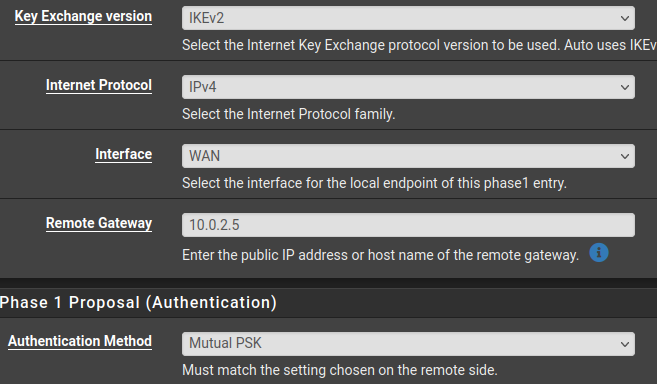 Key Exchange version
IKEv2
Select the Internet Key Exchange protocol version to be used. Auto uses IKEv
Internet Protocol
IPv4
Select the Internet Protocol family.
Interface
WAN
Select the interface for the local endpoint of this phase1 entry.
Remote Gateway
10.0.2.5
Enter the public IP address or host name of the remote gateway.
Phase 1 Proposal (Authentication)
Authentication Method
Mutual PSK
Must match the setting chosen on the remote side.